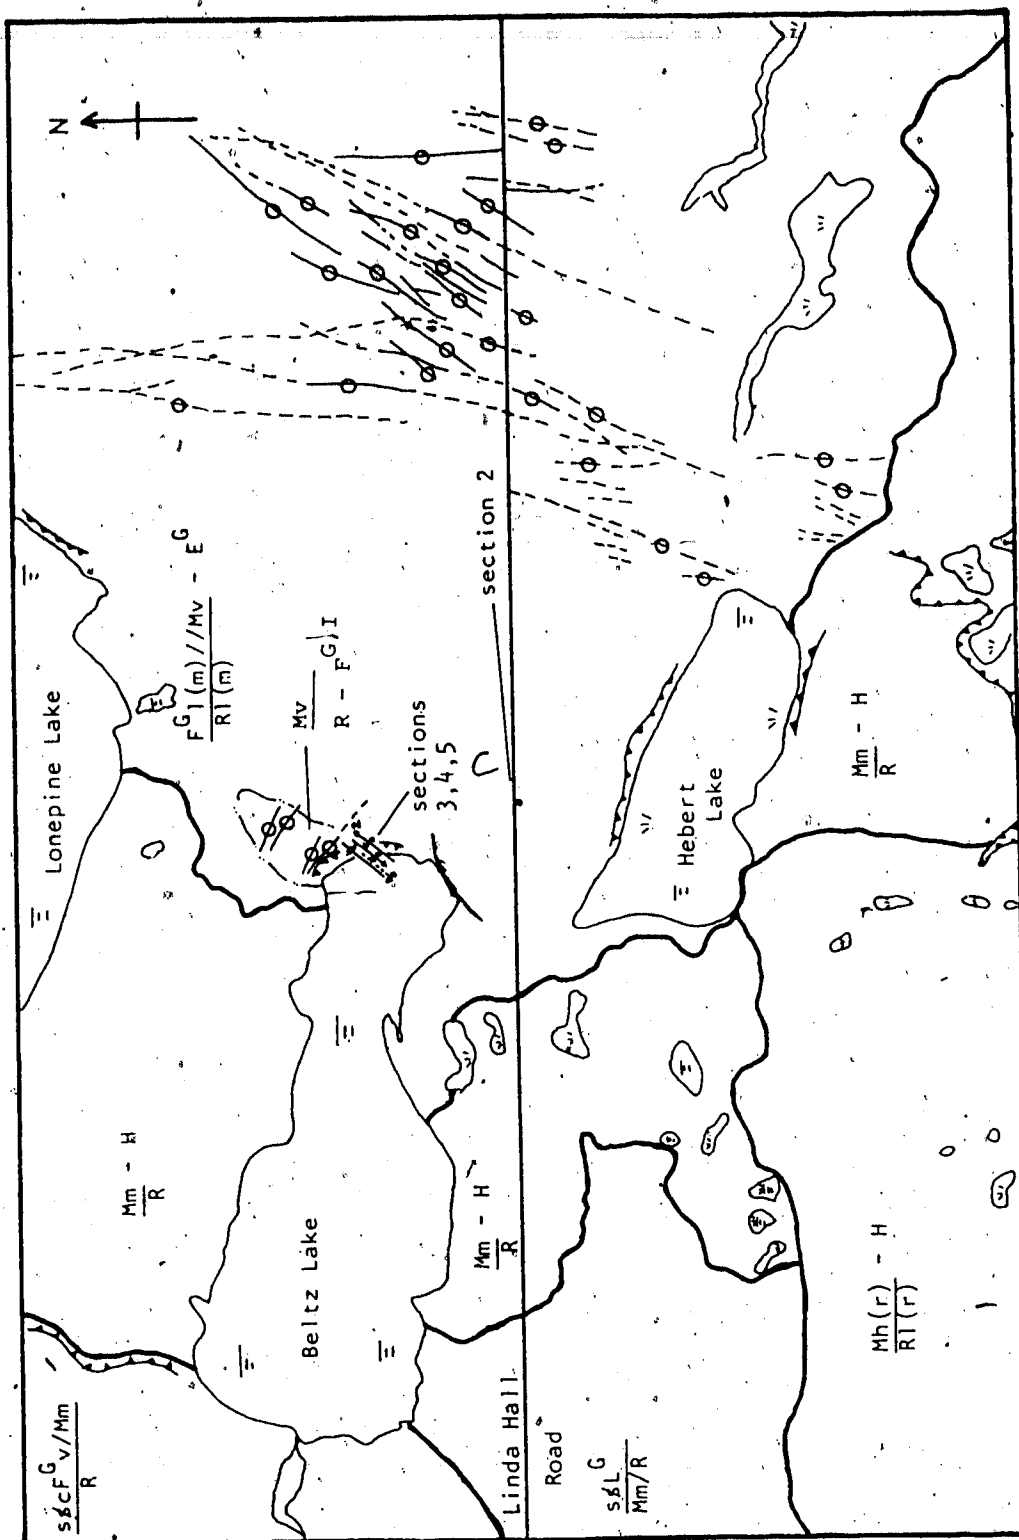 N
Lonepine Lake
F^G l(m)//Mv - E^G
Rl(m)
Mv
R - F^G|I
sections
3,4,5
section 2
Hebert
Lake
Mm - H
R
Mm - H
R
Beltz Lake
Mm - H
R
Linda Hall
Road
Mh(r) - H
Rl(r)
s$cF^G v/Mm
R
s$L^G
Mm/R